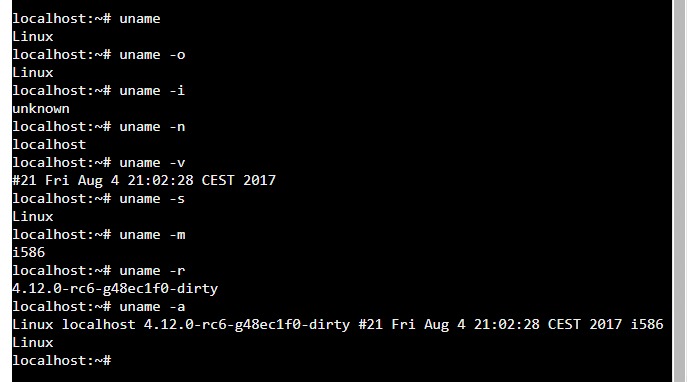 localhost:~# uname
Linux
localhost:~# uname -o
Linux
localhost:~# uname -i
unknown
localhost:~# uname -n
localhost
localhost:~# uname -v
#21 Fri Aug 4 21:02:28 CEST 2017
localhost:~# uname -s
Linux
localhost:~# uname -m
i586
localhost:~# uname -r
4.12.0-rc6-g48ec1f0-dirty
localhost:~# uname -a
Linux localhost 4.12.0-rc6-g48ec1f0-dirty #21 Fri Aug 4 21:02:28 CEST 2017 i586
Linux
localhost:~#